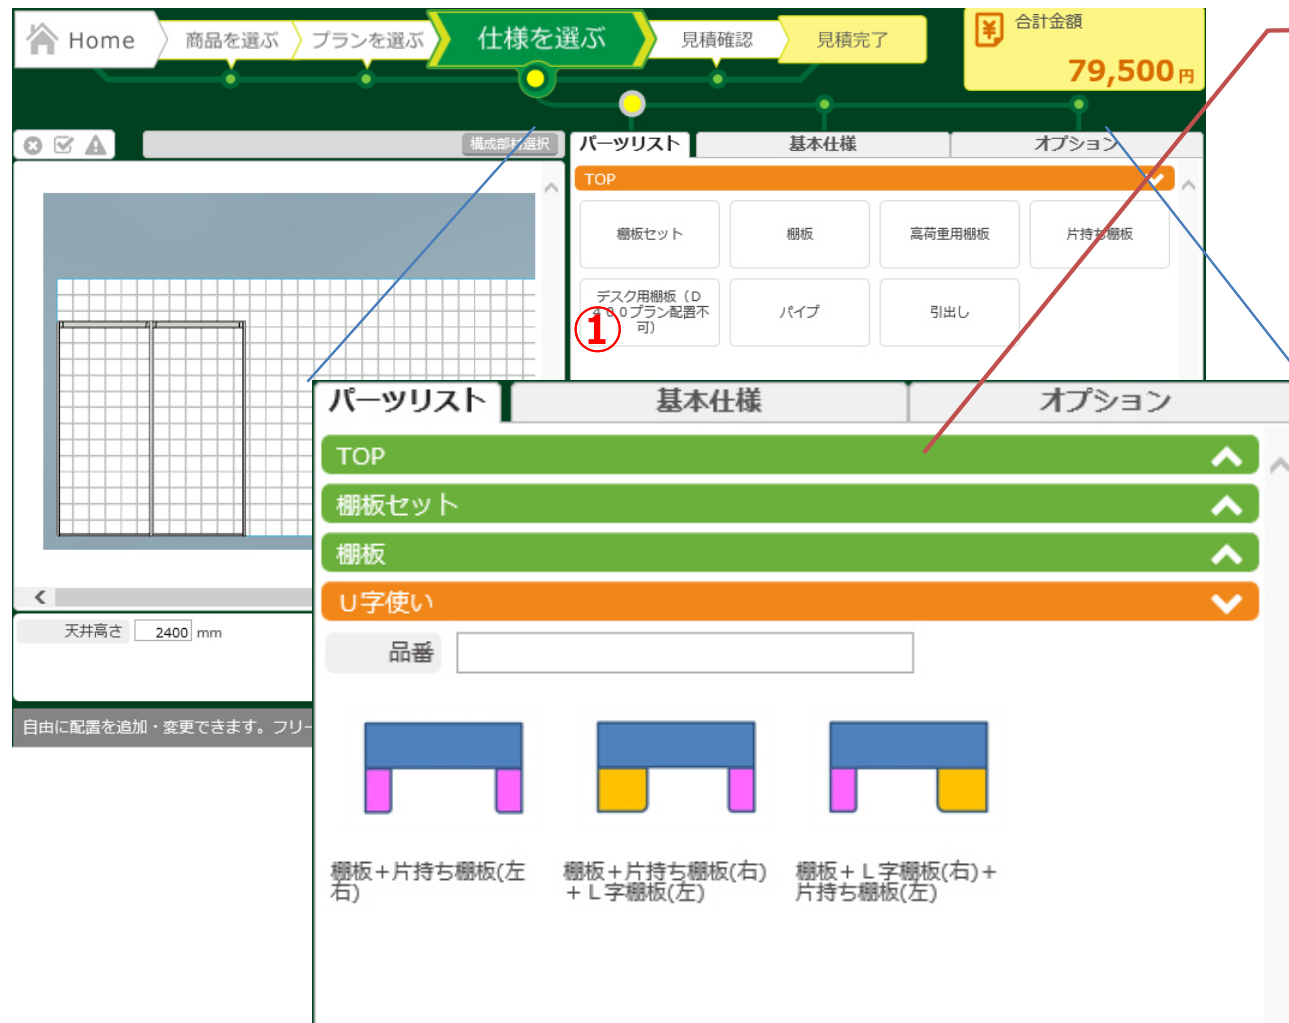 Home
商品を選ぶ
プランを選ぶ
仕様を選ぶ
見積確認
見積完了
合計金額
79,500円
構成部材選択
パーツリスト
基本仕様
オプション
TOP
棚板セット
棚板
高荷重用棚板
片持ち棚板
デスク用棚板（D
４００プラン配置不
可）
パイプ
引出し
①
天井高さ 2400 mm
自由に配置を追加・変更できます。フリー
パーツリスト
基本仕様
オプション
TOP
棚板セット
棚板
U字使い
品番
棚板+片持ち棚板(左
右)
棚板+片持ち棚板(右)
+L字棚板(左)
棚板+L字棚板(右)+
片持ち棚板(左)